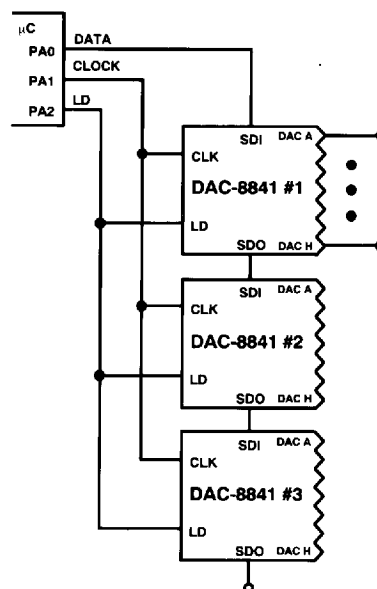 μC
PA0
DATA
PA1
CLOCK
PA2
LD
SDI
DAC A
CLK
DAC-8841 #1
LD
SDO
DAC H
SDI
DAC A
CLK
DAC-8841 #2
LD
SDO
DAC H
SDI
DAC A
CLK
DAC-8841 #3
LD
SDO
DAC H